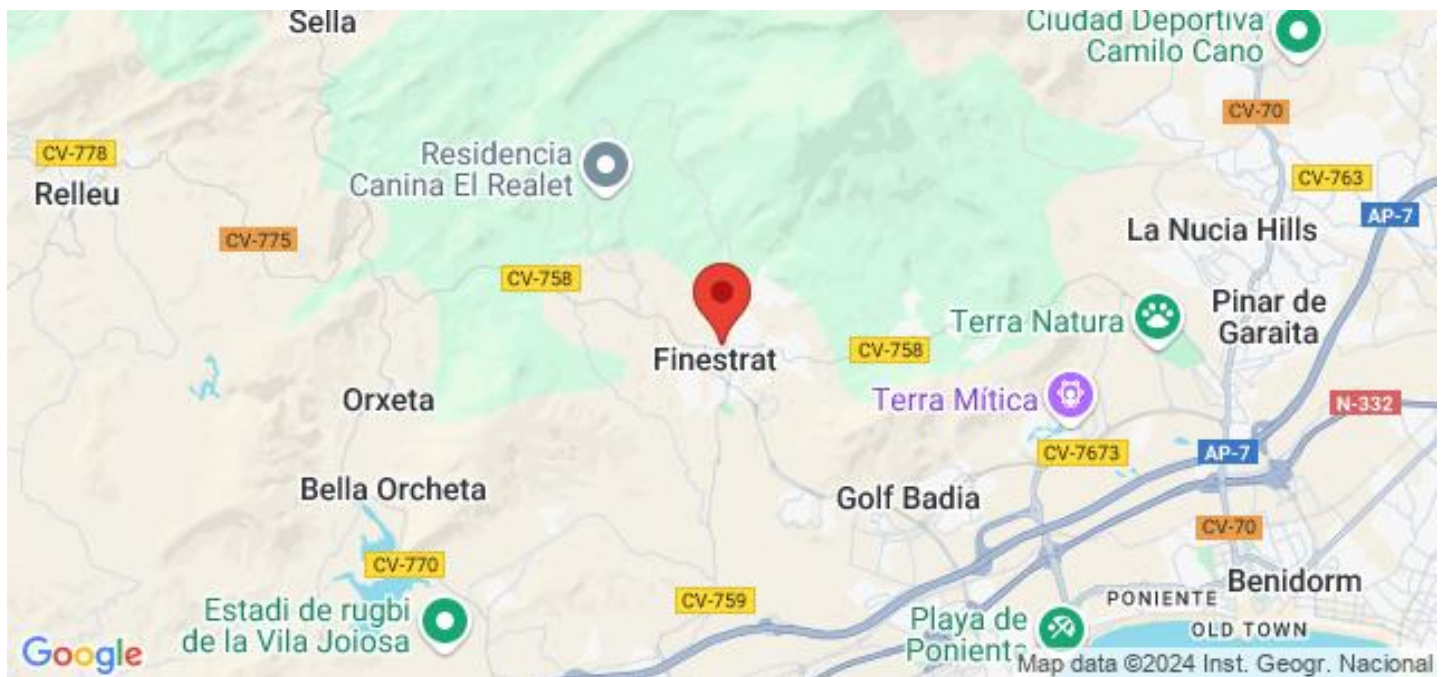 Sella
Ciudad Deportiva
Camilo Cano
CV-70
CV-778
Relleu
Residencia
Canina El Realet
CV-763
AP-7
La Nucia Hills
CV-775
CV-758
Pinar de
Garaita
Terra Natura
Finestrat
CV-758
Orxeta
Terra Mítica
N-332
CV-7673
AP-7
Bella Orcheta
Golf Badia
CV-70
CV-770
Benidorm
CV-759
PONIENTE
Estadi de rugbi
de la Vila Joiosa
Playa de
Poniente
OLD TOWN
Google
Map data ©2024 Inst. Geogr. Nacional